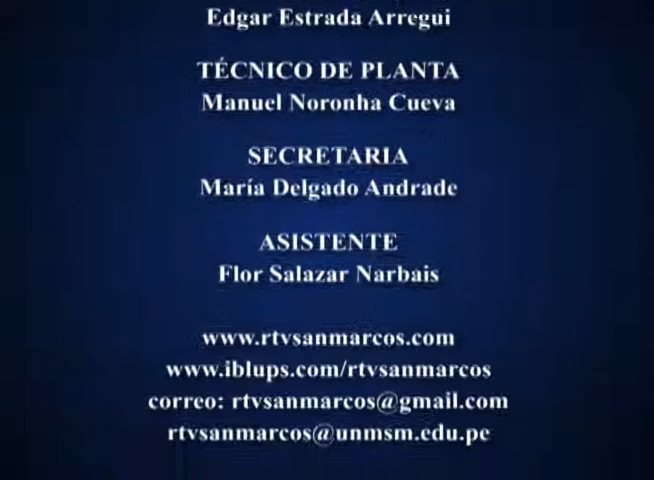 Edgar Estrada Arregui
TÉCNICO DE PLANTA
Manuel Noronha Cueva
SECRETARIA
María Delgado Andrade
ASISTENTE
Flor Salazar Narbais
www.rtvsanmarcos.com
www.iblups.com/rtvsanmarcos
correo: rtvsanmarcos@gmail.com
rtvsanmarcos@unmsm.edu.pe